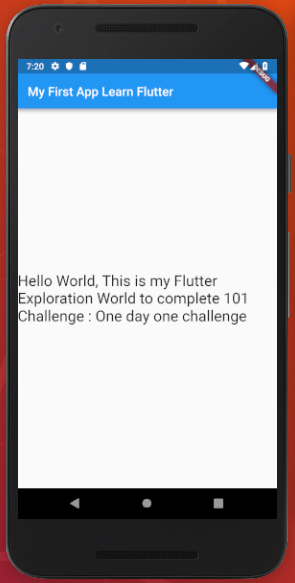 7:20
DEBUG
My First App Learn Flutter
Hello World, This is my Flutter
Exploration World to complete 101
Challenge : One day one challenge